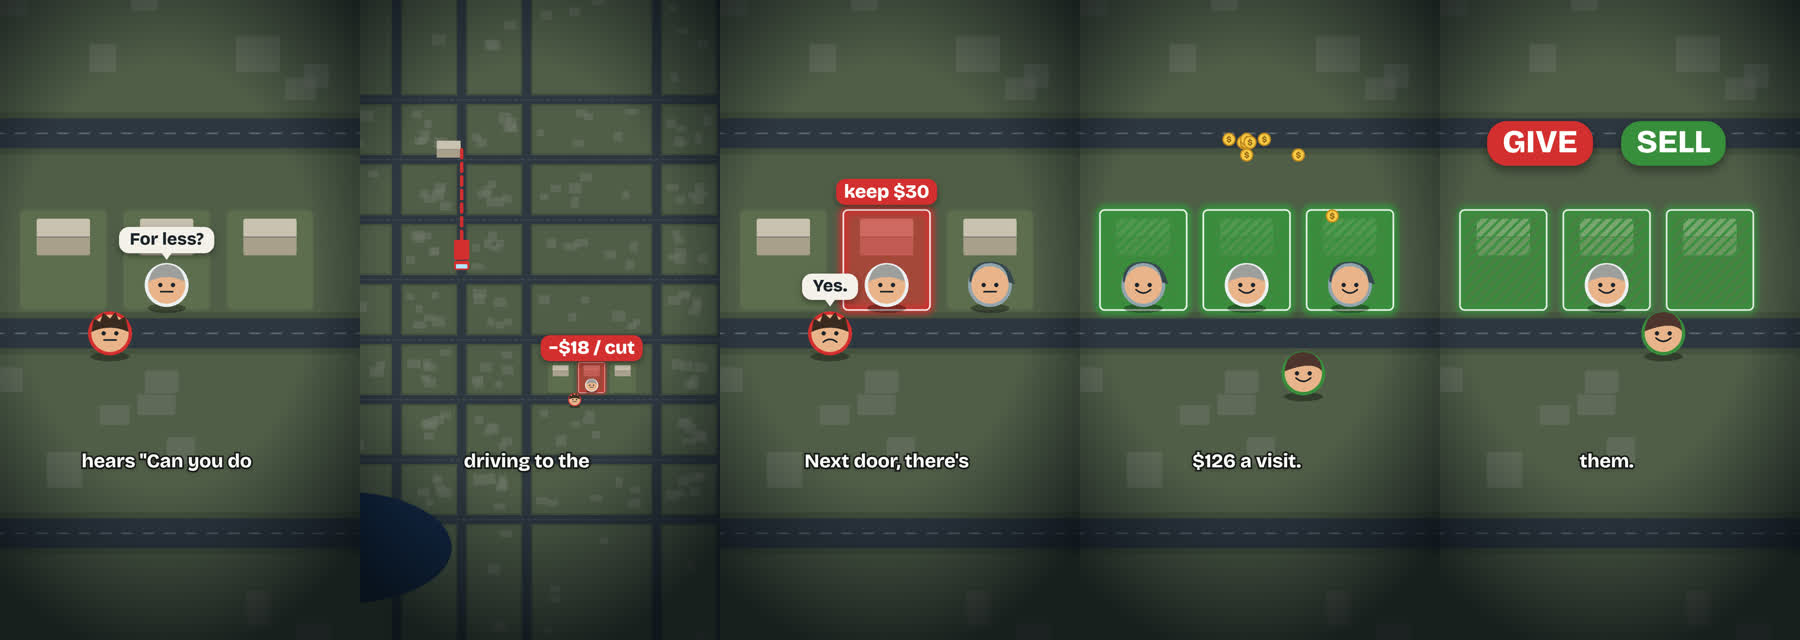 For less?
hears "Can you do
−$18 / cut
driving to the
keep $30
Yes.
Next door, there's
$126 a visit.
GIVE SELL
them.